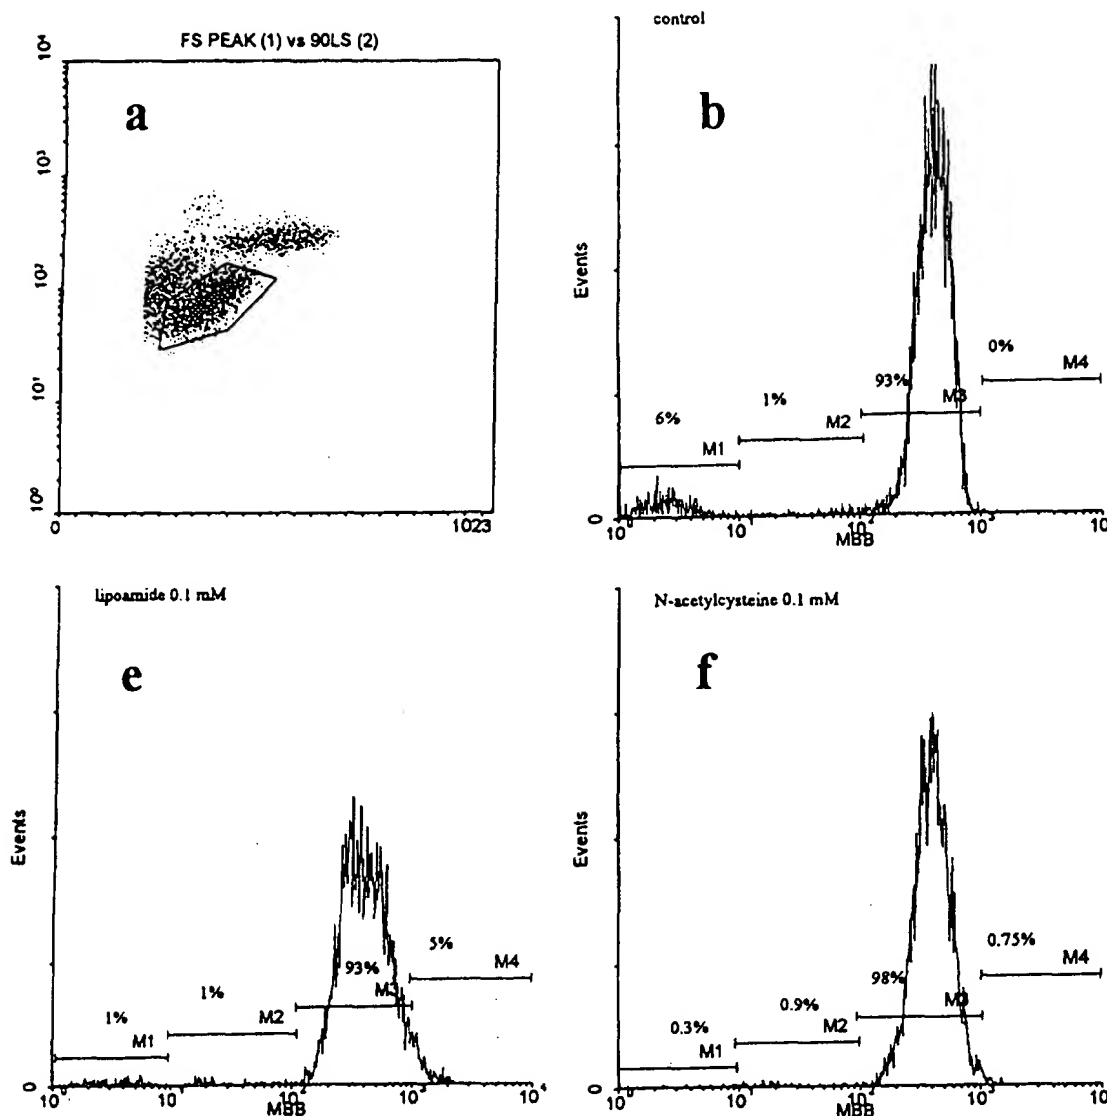 FS PEAK (1) vs 90LS (2)
a
10⁴
10³
10²
10¹
10⁰
0
1023
control
b
Events
0%
M4
93%
M3
1%
M2
6%
M1
0
10⁰
10¹
10²
10³
10
MBB
lipoamide 0.1 mM
e
Events
5%
M4
93%
M3
1%
M2
1%
M1
0
10⁰
10¹
10²
10³
4
MBB
N-acetylcysteine 0.1 mM
f
Events
0.75%
M4
98%
M3
0.9%
M2
0.3%
M1
0
10⁰
10¹
10²
10³
10
MBB